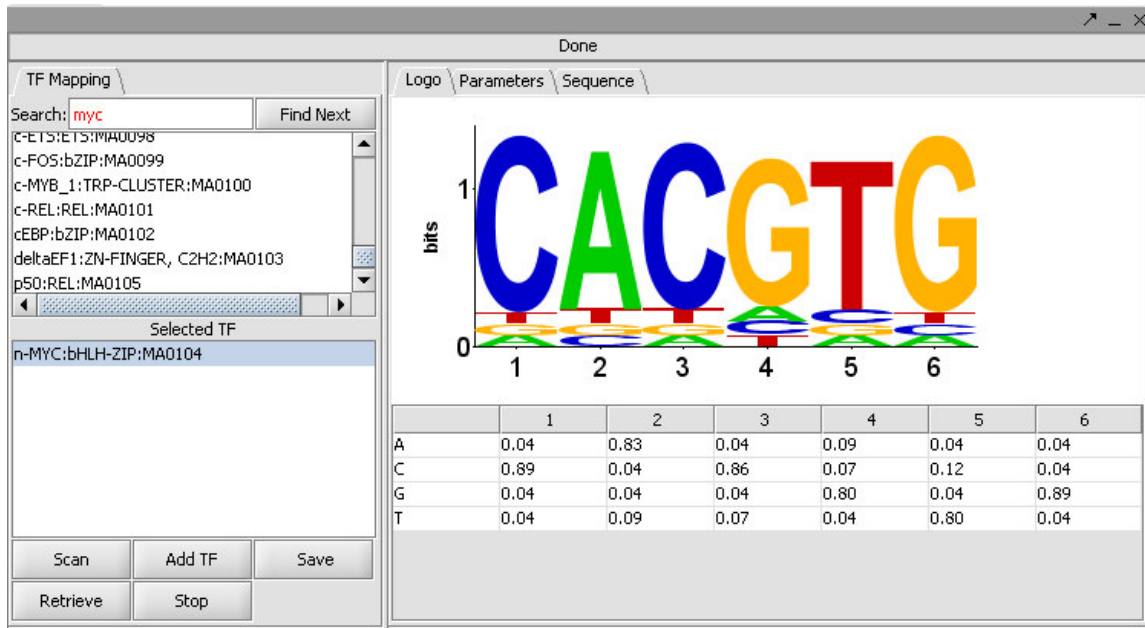 Done
TF Mapping
Search: myc Find Next
c-ETS:ETS:MA0098
c-FOS:bZIP:MA0099
c-MYB_1:TRP-CLUSTER:MA0100
c-REL:REL:MA0101
cEBP:bZIP:MA0102
deltaEF1:ZN-FINGER, C2H2:MA0103
p50:REL:MA0105
Selected TF
n-MYC:bHLH-ZIP:MA0104
Scan Add TF Save
Retrieve Stop
Logo Parameters Sequence
bits
1
0
CACGTG
TTTACT
GGGCGC
ACATAA
1 2 3 4 5 6
1 2 3 4 5 6
A 0.04 0.83 0.04 0.09 0.04 0.04
C 0.89 0.04 0.86 0.07 0.12 0.04
G 0.04 0.04 0.04 0.80 0.04 0.89
T 0.04 0.09 0.07 0.04 0.80 0.04